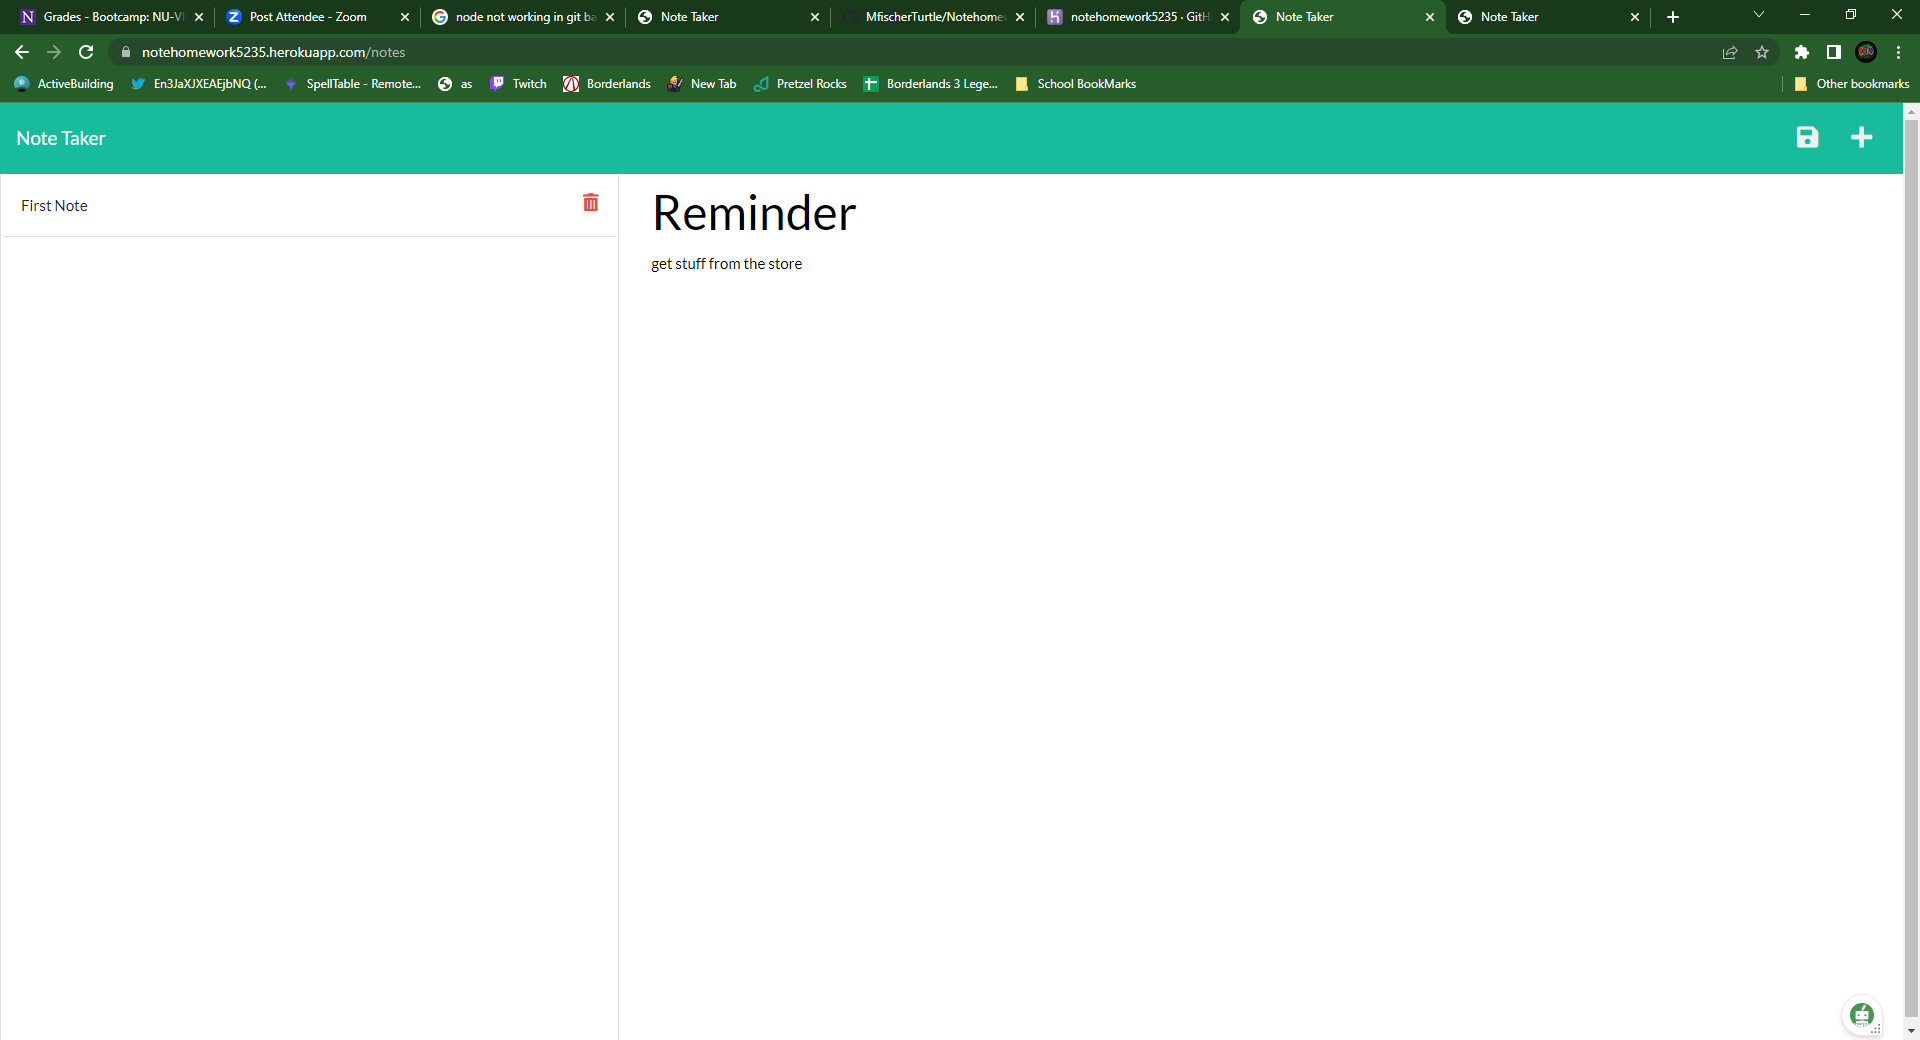 Grades - Bootcamp: NU-VI
Post Attendee - Zoom
node not working in git ba
Note Taker
MfischerTurtle/Notehomew
notehomework5235 · GitH
Note Taker
Note Taker
notehomework5235.herokuapp.com/notes
ActiveBuilding
En3JaXJXEAEjbNQ (...
SpellTable - Remote...
as
Twitch
Borderlands
New Tab
Pretzel Rocks
Borderlands 3 Lege...
School BookMarks
Other bookmarks
Note Taker
First Note
Reminder
get stuff from the store